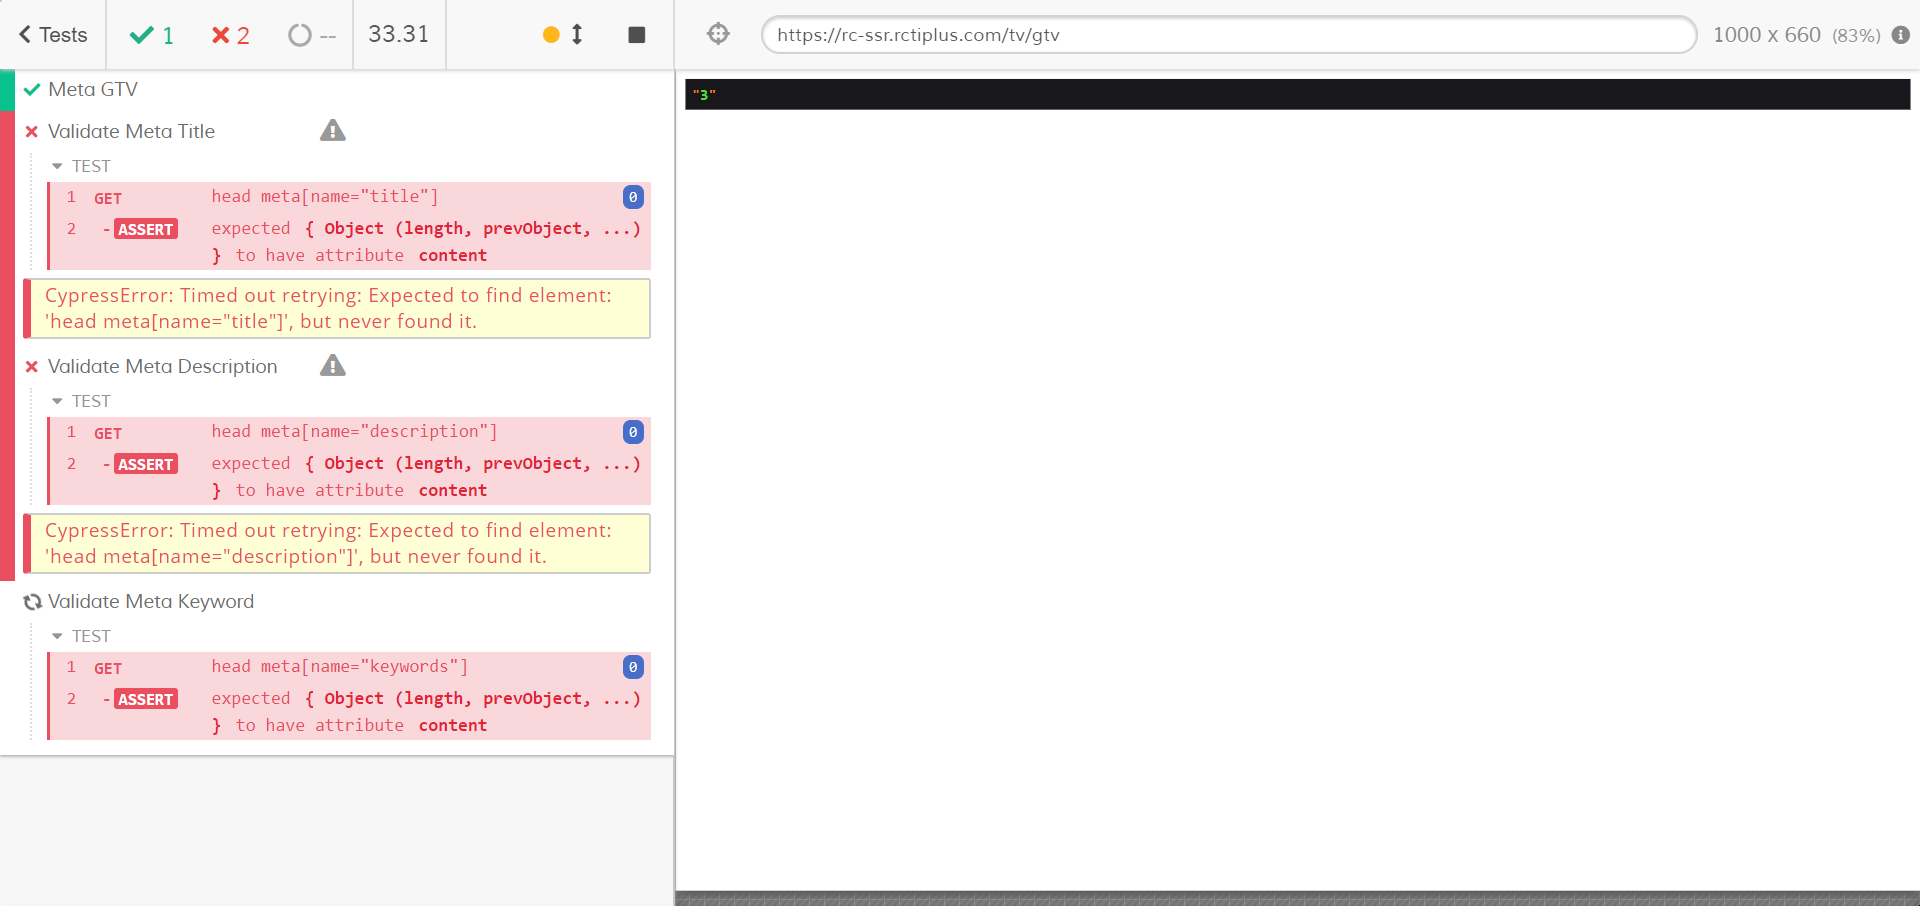 Tests 1 2 -- 33.31 https://rc-ssr.rctiplus.com/tv/gtv 1000 x 660 (83%)
"3"
Meta GTV
Validate Meta Title
TEST
1 GET head meta[name="title"] 0
2 -ASSERT expected { Object (length, prevObject, ...)
} to have attribute content
CypressError: Timed out retrying: Expected to find element:
'head meta[name="title"]', but never found it.
Validate Meta Description
TEST
1 GET head meta[name="description"] 0
2 -ASSERT expected { Object (length, prevObject, ...)
} to have attribute content
CypressError: Timed out retrying: Expected to find element:
'head meta[name="description"]', but never found it.
Validate Meta Keyword
TEST
1 GET head meta[name="keywords"] 0
2 -ASSERT expected { Object (length, prevObject, ...)
} to have attribute content